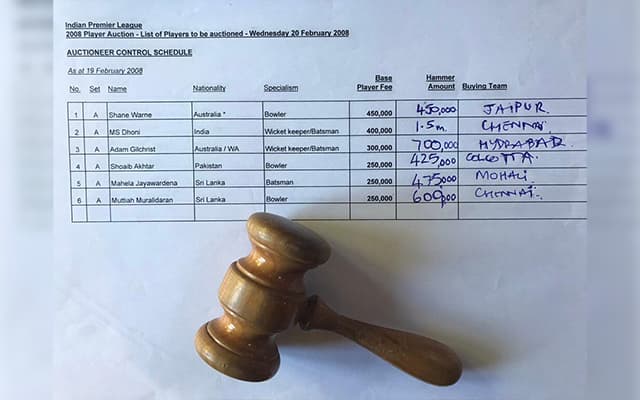 Indian Premier League
2008 Player Auction - List of Players to be auctioned - Wednesday 20 February 2008
AUCTIONEER CONTROL SCHEDULE
As at 19 February 2008
No. Set Name Nationality Specialism Base Player Fee Hammer Amount Buying Team
1 A Shane Warne Australia * Bowler 450,000 450,000 JAIPUR.
2 A MS Dhoni India Wicket keeper/Batsman 400,000 1.5 m. CHENNAI.
3 A Adam Gilchrist Australia / WA Wicket keeper/Batsman 300,000 700,000 HYDRABAD.
4 A Shoaib Akhtar Pakistan Bowler 250,000 425,000 COLCOTTA.
5 A Mahela Jayawardena Sri Lanka Batsman 250,000 475,000 MOHALI
6 A Muttiah Muralidaran Sri Lanka Bowler 250,000 600,000 CHENNAI.